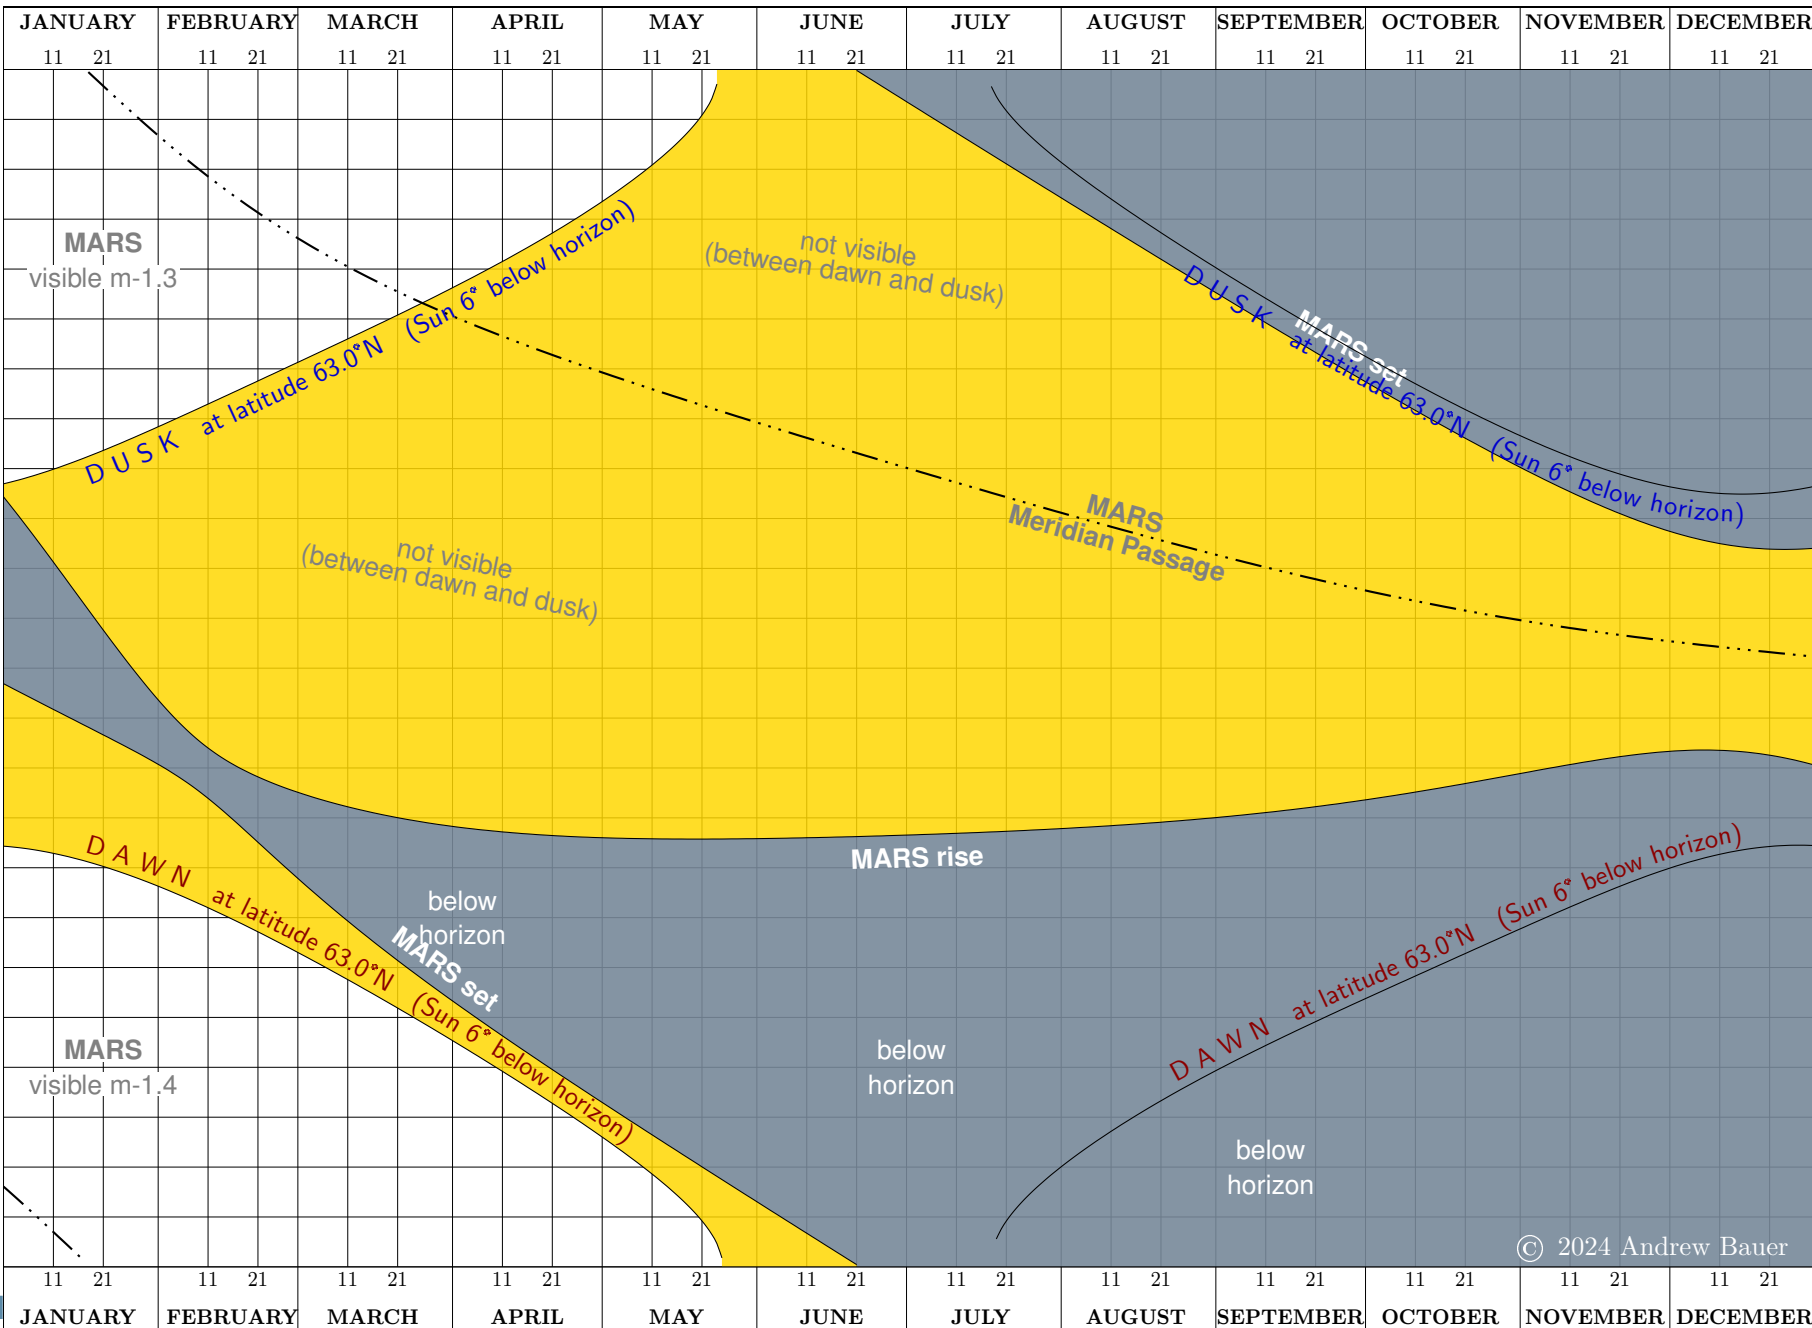 JANUARY FEBRUARY MARCH APRIL MAY JUNE JULY AUGUST SEPTEMBER OCTOBER NOVEMBER DECEMBER
11 21 11 21 11 21 11 21 11 21 11 21 11 21 11 21 11 21 11 21 11 21 11 21
MARS
visible m-1.3
not visible
(between dawn and dusk)
DUSK at latitude 63.0°N (Sun 6° below horizon)
DUSK at latitude 63.0°N (Sun 6° below horizon)
MARS set
MARS
Meridian Passage
not visible
(between dawn and dusk)
MARS rise
DAWN at latitude 63.0°N (Sun 6° below horizon)
DAWN at latitude 63.0°N (Sun 6° below horizon)
below
horizon
MARS set
MARS
visible m-1.4
below
horizon
below
horizon
© 2024 Andrew Bauer
11 21 11 21 11 21 11 21 11 21 11 21 11 21 11 21 11 21 11 21 11 21 11 21
JANUARY FEBRUARY MARCH APRIL MAY JUNE JULY AUGUST SEPTEMBER OCTOBER NOVEMBER DECEMBER